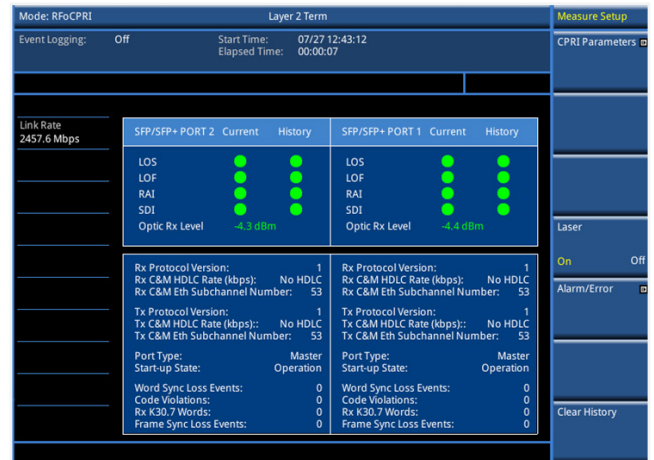 Mode: RFoCPRI Layer 2 Term Measure Setup
Event Logging: Off Start Time: 07/27 12:43:12
Elapsed Time: 00:00:07
CPRI Parameters
Link Rate
2457.6 Mbps
SFP/SFP+ PORT 2 Current History SFP/SFP+ PORT 1 Current History
LOS LOS
LOF LOF
RAI RAI
SDI SDI
Optic Rx Level -4.3 dBm Optic Rx Level -4.4 dBm
Laser
On Off
Alarm/Error
Rx Protocol Version: 1 Rx Protocol Version: 1
Rx C&M HDLC Rate (kbps): No HDLC Rx C&M HDLC Rate (kbps): No HDLC
Rx C&M Eth Subchannel Number: 53 Rx C&M Eth Subchannel Number: 53
Tx Protocol Version: 1 Tx Protocol Version: 1
Tx C&M HDLC Rate (kbps):: No HDLC Tx C&M HDLC Rate (kbps):: No HDLC
Tx C&M Eth Subchannel Number: 53 Tx C&M Eth Subchannel Number: 53
Port Type: Master Port Type: Master
Start-up State: Operation Start-up State: Operation
Word Sync Loss Events: 0 Word Sync Loss Events: 0
Code Violations: 0 Code Violations: 0
Rx K30.7 Words: 0 Rx K30.7 Words: 0
Frame Sync Loss Events: 0 Frame Sync Loss Events: 0
Clear History